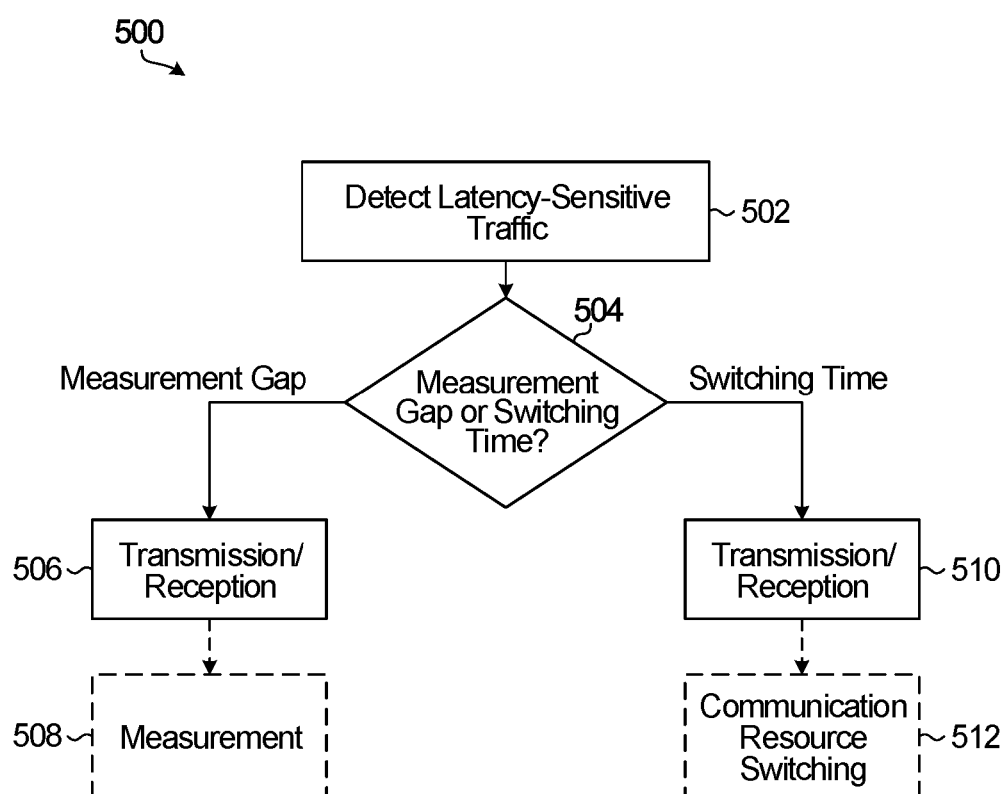 500
Detect Latency-Sensitive
Traffic
502
504
Measurement Gap
Measurement
Gap or Switching
Time?
Switching Time
506
Transmission/
Reception
Transmission/
Reception
510
508
Measurement
Communication
Resource
Switching
512